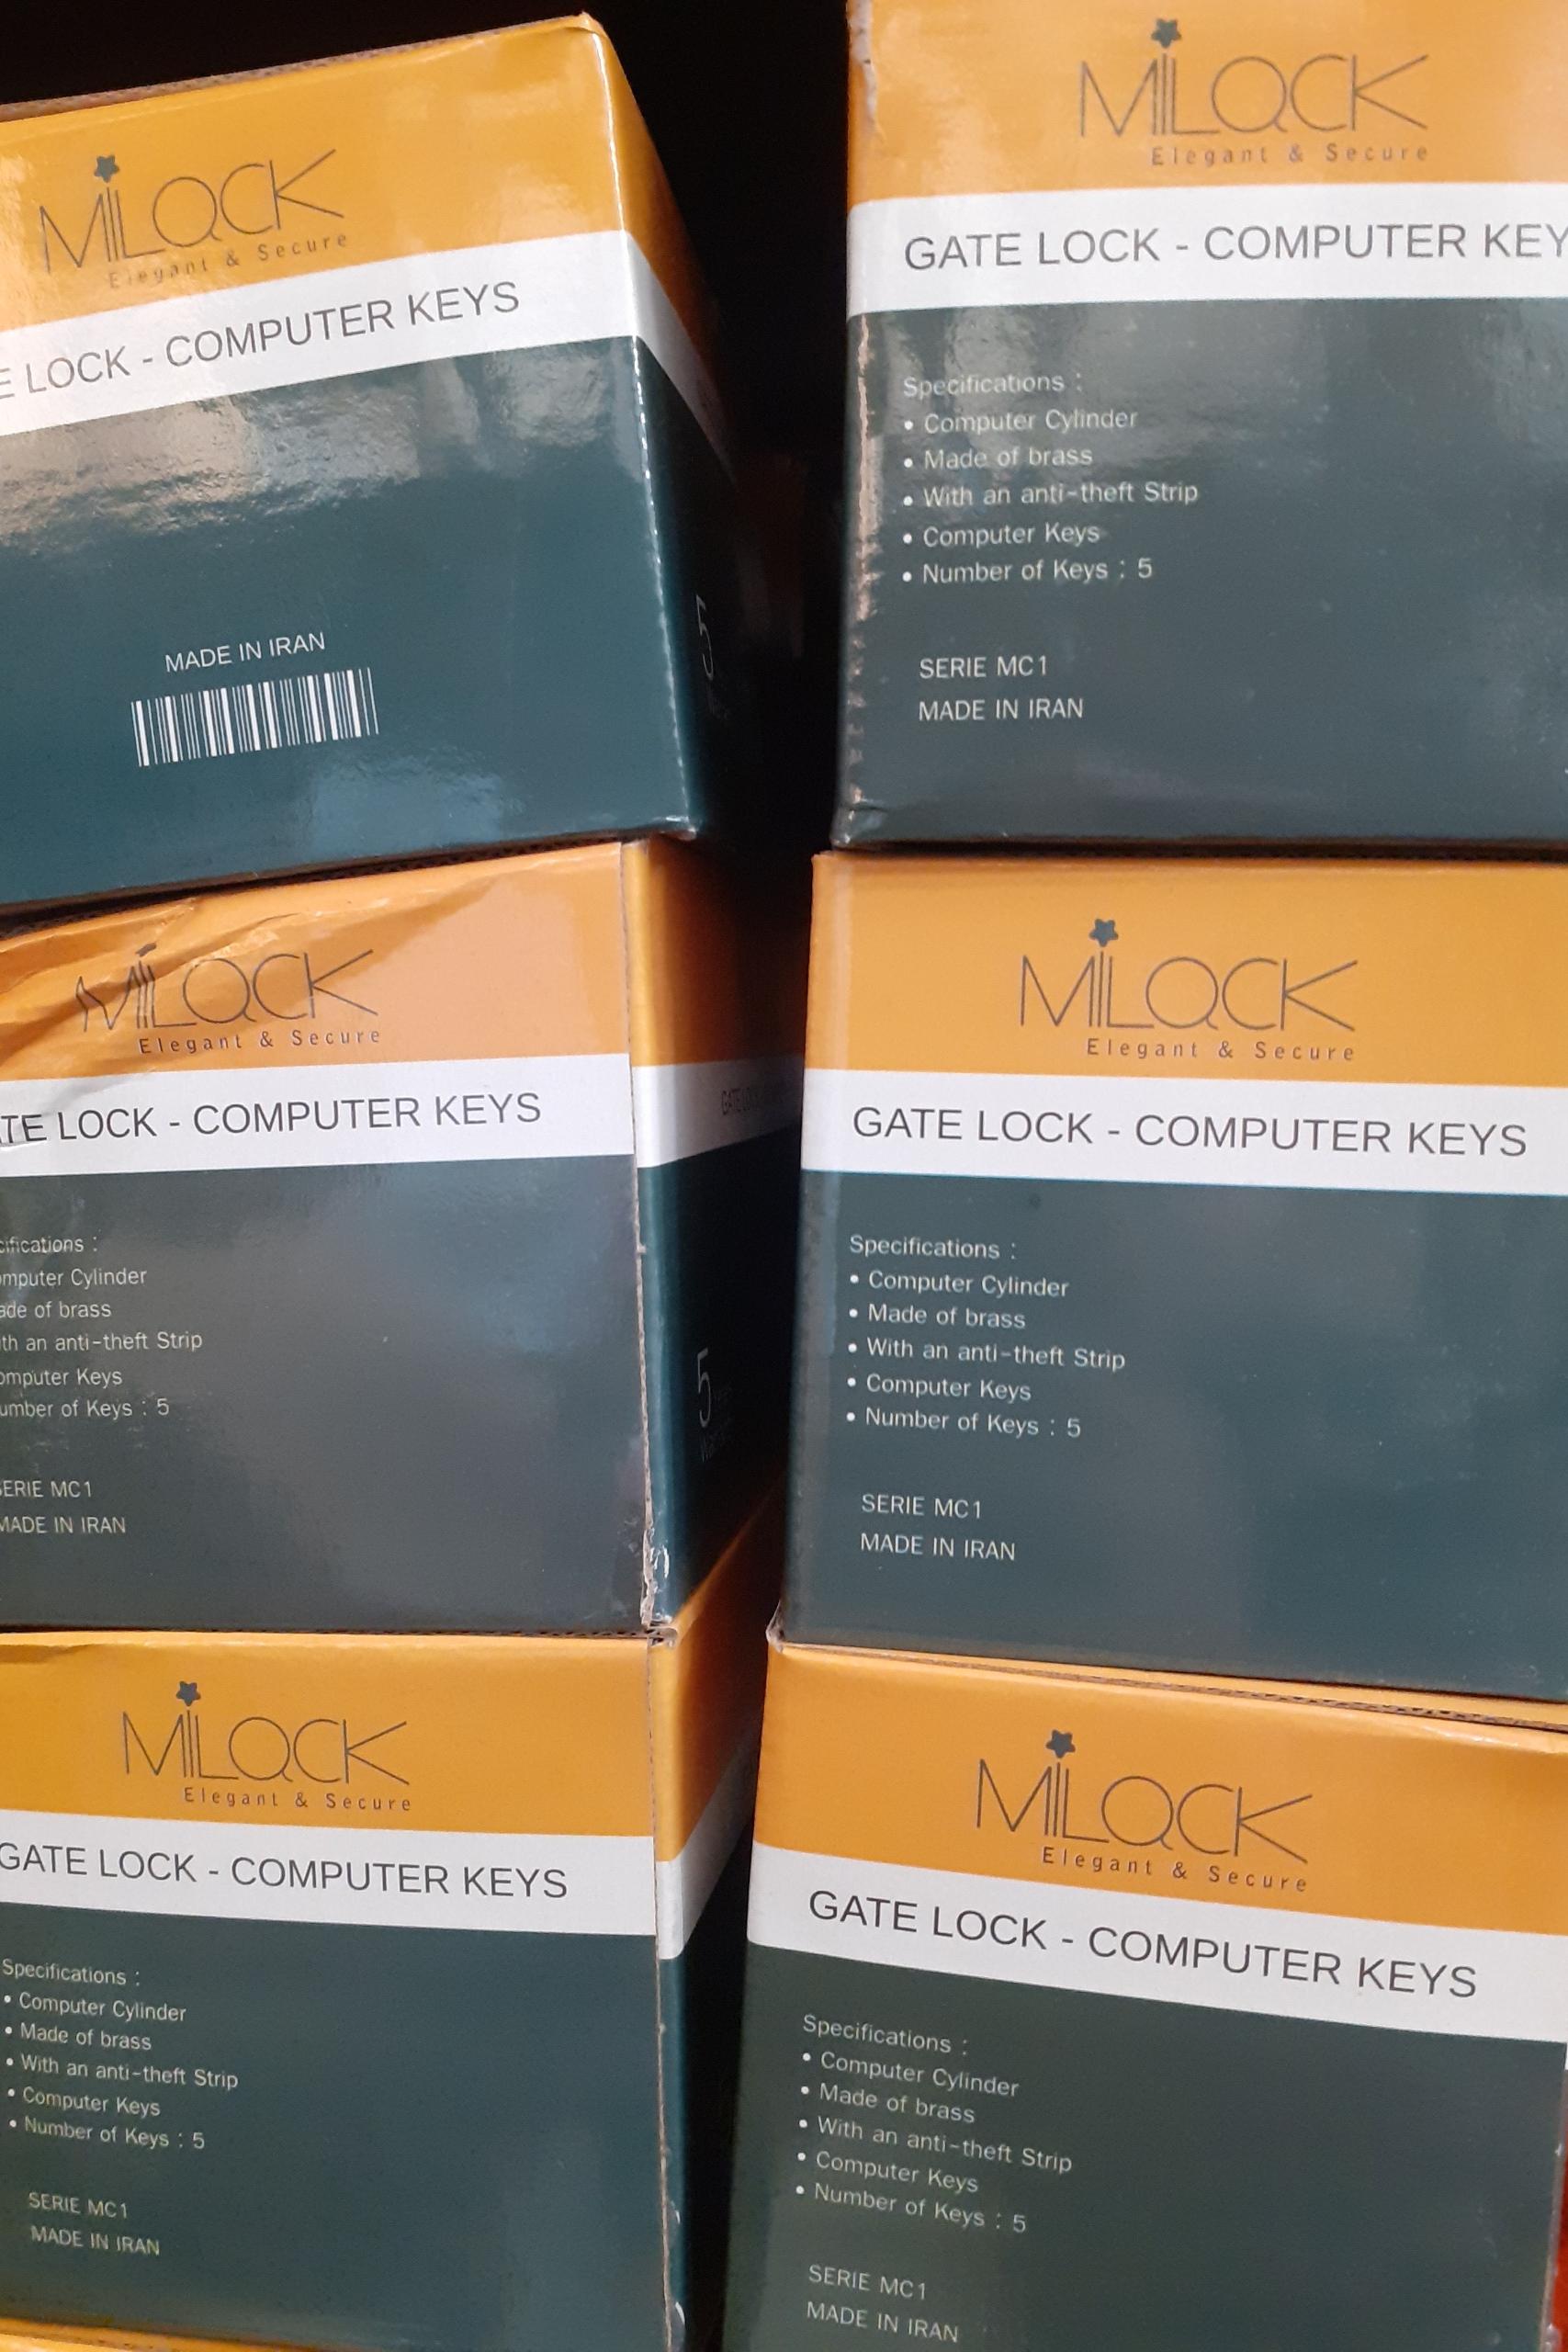 MILOCK
Elegant & Secure
E LOCK - COMPUTER KEYS
MADE IN IRAN
5
MILOCK
Elegant & Secure
GATE LOCK - COMPUTER KEY
Specifications :
• Computer Cylinder
• Made of brass
• With an anti-theft Strip
• Computer Keys
• Number of Keys : 5
SERIE MC1
MADE IN IRAN
MILOCK
Elegant & Secure
TE LOCK - COMPUTER KEYS
cifications :
omputer Cylinder
ade of brass
th an anti-theft Strip
omputer Keys
umber of Keys : 5
SERIE MC1
MADE IN IRAN
5
MILOCK
Elegant & Secure
GATE LOCK - COMPUTER KEYS
Specifications :
• Computer Cylinder
• Made of brass
• With an anti-theft Strip
• Computer Keys
• Number of Keys : 5
SERIE MC1
MADE IN IRAN
MILOCK
Elegant & Secure
GATE LOCK - COMPUTER KEYS
Specifications :
• Computer Cylinder
• Made of brass
• With an anti-theft Strip
• Computer Keys
• Number of Keys : 5
SERIE MC1
MADE IN IRAN
MILOCK
Elegant & Secure
GATE LOCK - COMPUTER KEYS
Specifications :
• Computer Cylinder
• Made of brass
• With an anti-theft Strip
• Computer Keys
• Number of Keys : 5
SERIE MC1
MADE IN IRAN